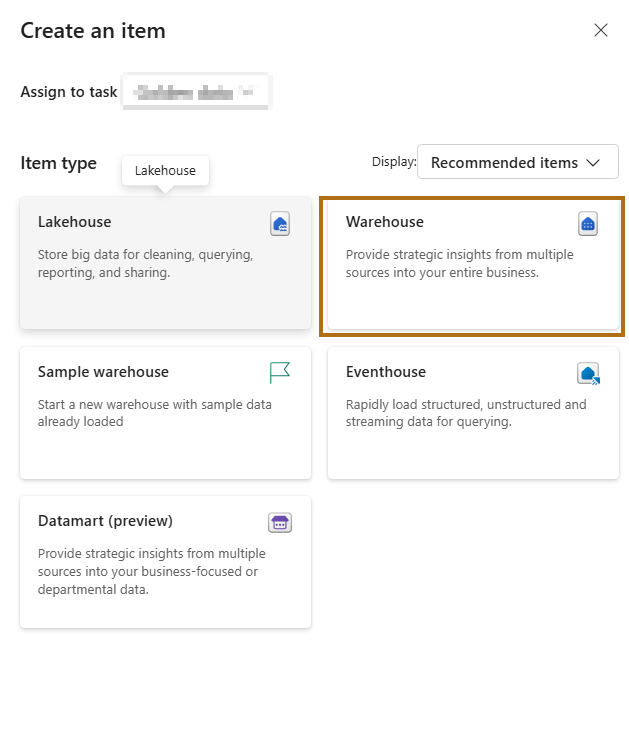 Create an item
Assign to task
Item type
Lakehouse
Display:
Recommended items
Lakehouse
Store big data for cleaning, querying,
reporting, and sharing.
Warehouse
Provide strategic insights from multiple
sources into your entire business.
Sample warehouse
Start a new warehouse with sample data
already loaded
Eventhouse
Rapidly load structured, unstructured and
streaming data for querying.
Datamart (preview)
Provide strategic insights from multiple
sources into your business-focused or
departmental data.